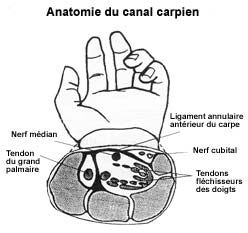 Anatomie du canal carpien
Ligament annulaire
antérieur du carpe
Nerf médian
Nerf cubital
Tendon
du grand
palmaire
Tendons
fléchisseurs
des doigts